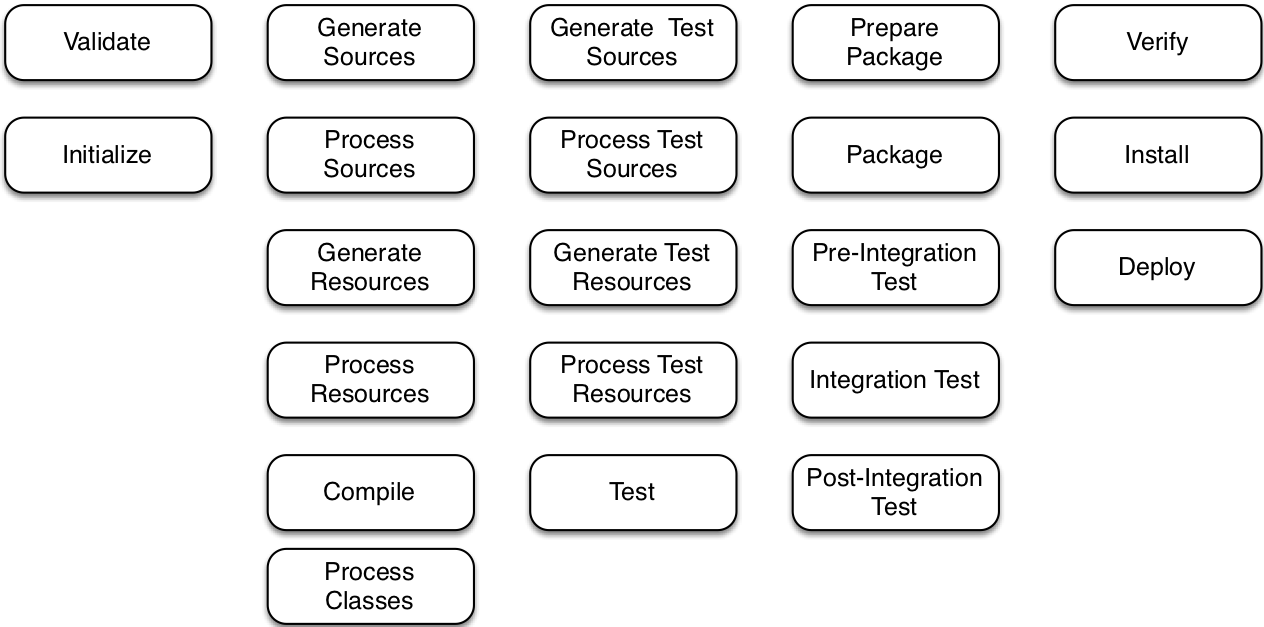 Validate
Initialize
Generate
Sources
Process
Sources
Generate
Resources
Process
Resources
Compile
Process
Classes
Generate  Test
Sources
Process Test
Sources
Generate Test
Resources
Process Test
Resources
Test
Prepare
Package
Package
Pre-Integration
Test
Integration Test
Post-Integration
Test
Verify
Install
Deploy